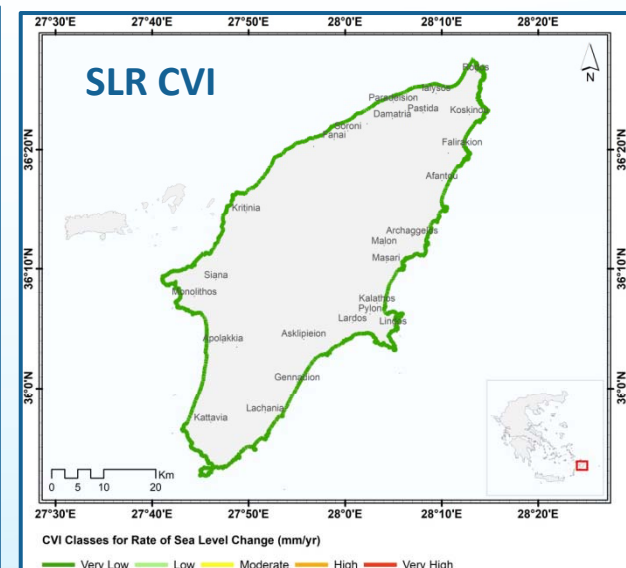 27°30'E 27°40'E 27°50'E 28°0'E 28°10'E 28°20'E
SLR CVI
N
Rodos
Ialysos
Paradeision
Pastida
Damatria
Koskinou
Soroni
Fanai
36°20'N 36°20'N
Falirakion
Afantou
Kritinia
Archaggelos
Malon
Masari
36°10'N 36°10'N
Siana
Monolithos
Kalathos
Pylon
Lardos
Lindos
Asklipieion
Apolakkia
36°0'N 36°0'N
Gennadion
Lachania
Kattavia
Km
0 5 10 20
27°30'E 27°40'E 27°50'E 28°0'E 28°10'E 28°20'E
CVI Classes for Rate of Sea Level Change (mm/yr)
Very Low Low Moderate High Very High